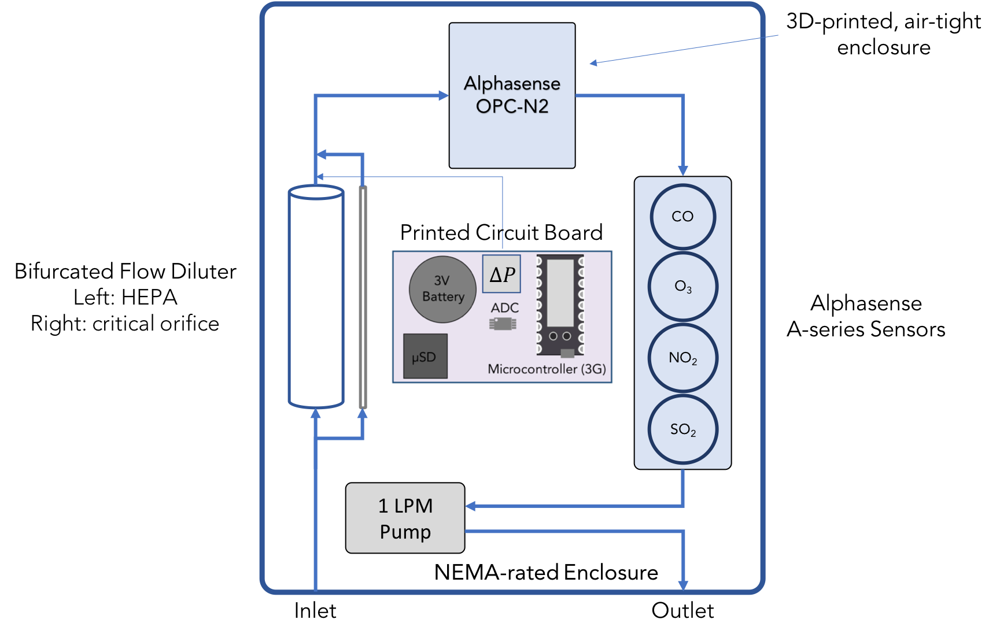 3D-printed, air-tight
enclosure
Alphasense
OPC-N2
Bifurcated Flow Diluter
Left: HEPA
Right: critical orifice
Printed Circuit Board
3V
Battery
ΔP
ADC
μSD
Microcontroller (3G)
CO
O₃
NO₂
SO₂
Alphasense
A-series Sensors
1 LPM
Pump
NEMA-rated Enclosure
Inlet
Outlet